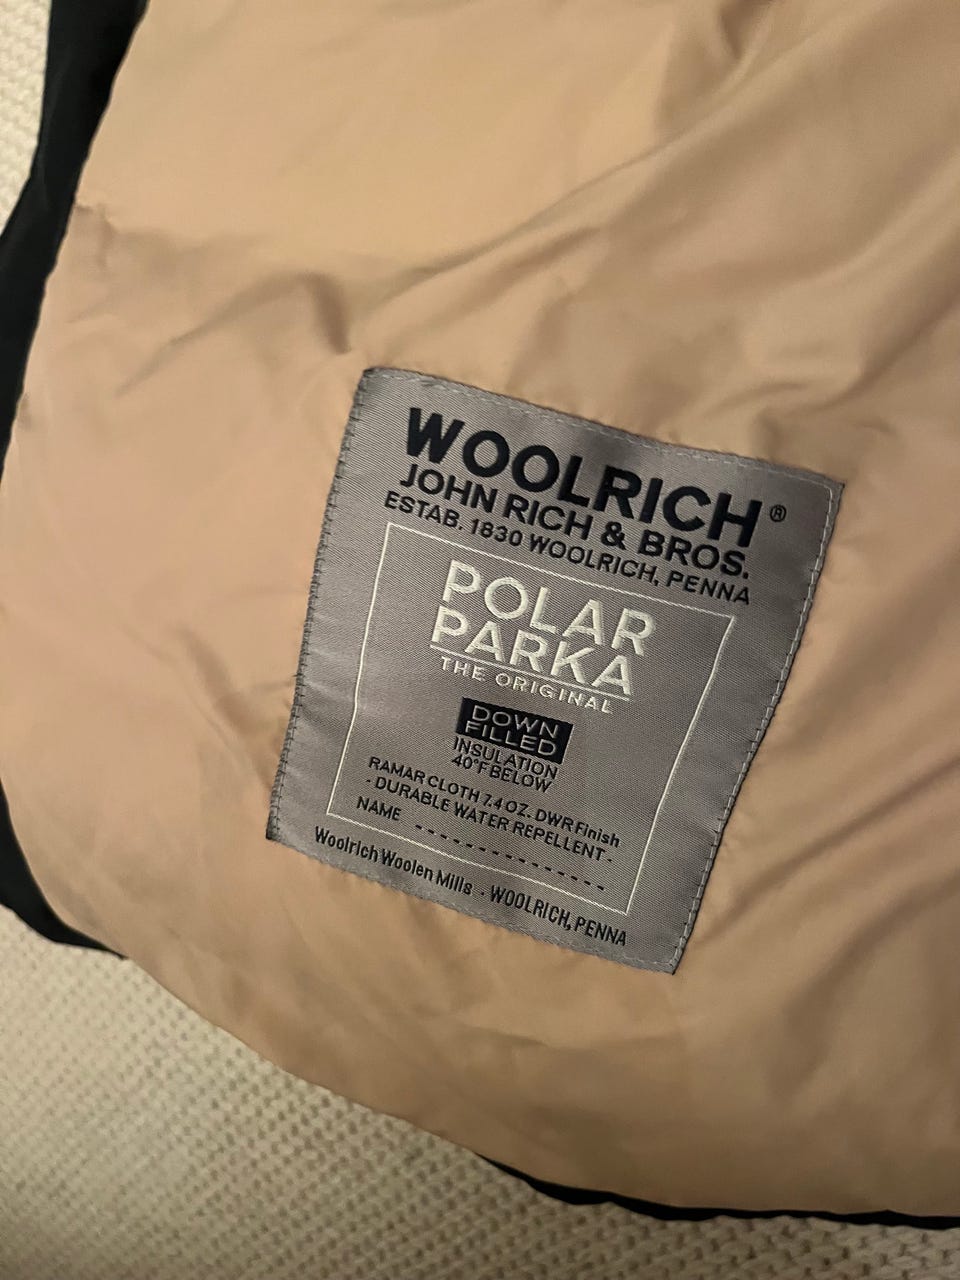 WOOLRICH®
JOHN RICH & BROS.
ESTAB. 1830 WOOLRICH, PENNA
POLAR
PARKA
THE ORIGINAL
DOWN
FILLED
INSULATION
40°F BELOW
RAMAR CLOTH 7.4 OZ. DWR Finish
- DURABLE WATER REPELLENT -
NAME ----------------
Woolrich Woolen Mills . WOOLRICH, PENNA